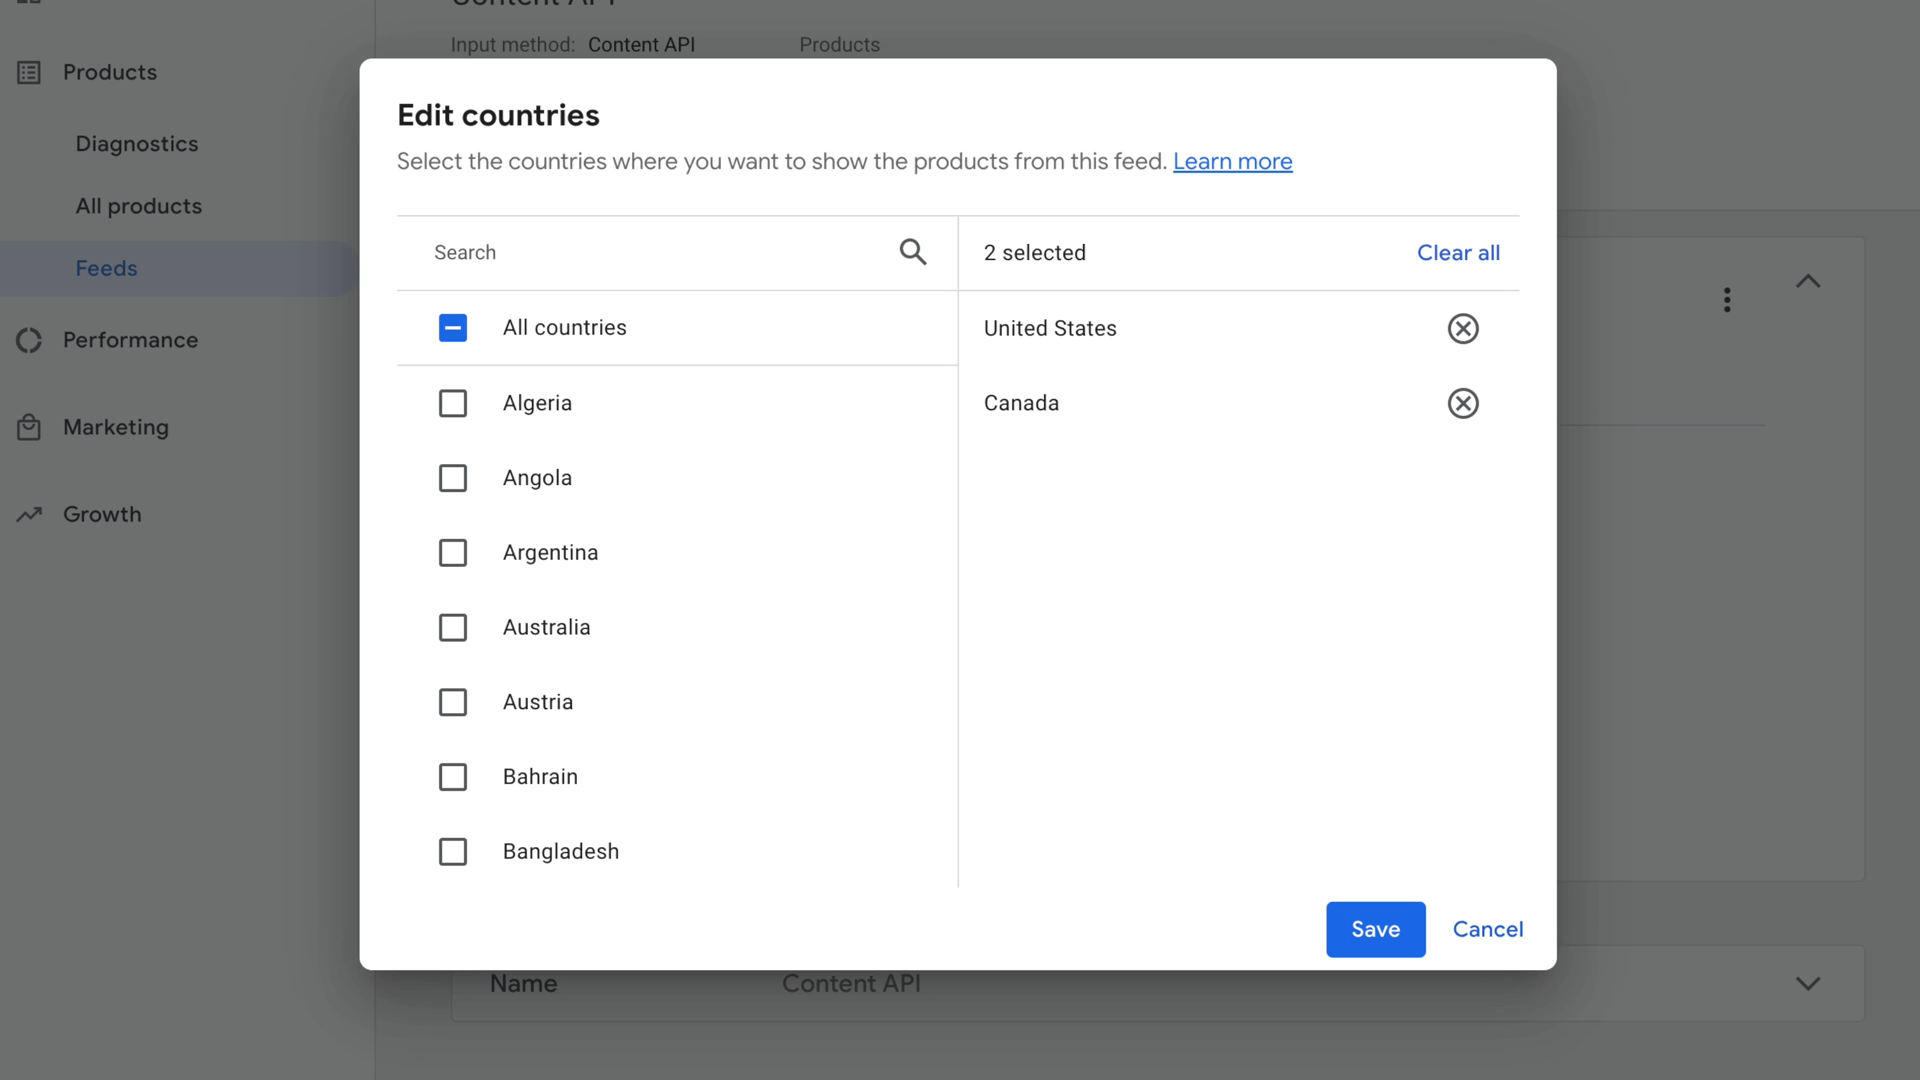 Content API
Input method: Content API
Products
Products
Diagnostics
All products
Feeds
Performance
Marketing
Growth
Edit countries
Select the countries where you want to show the products from this feed. Learn more
Search
2 selected
Clear all
All countries
United States
Algeria
Canada
Angola
Argentina
Australia
Austria
Bahrain
Bangladesh
Save
Cancel
Name
Content API